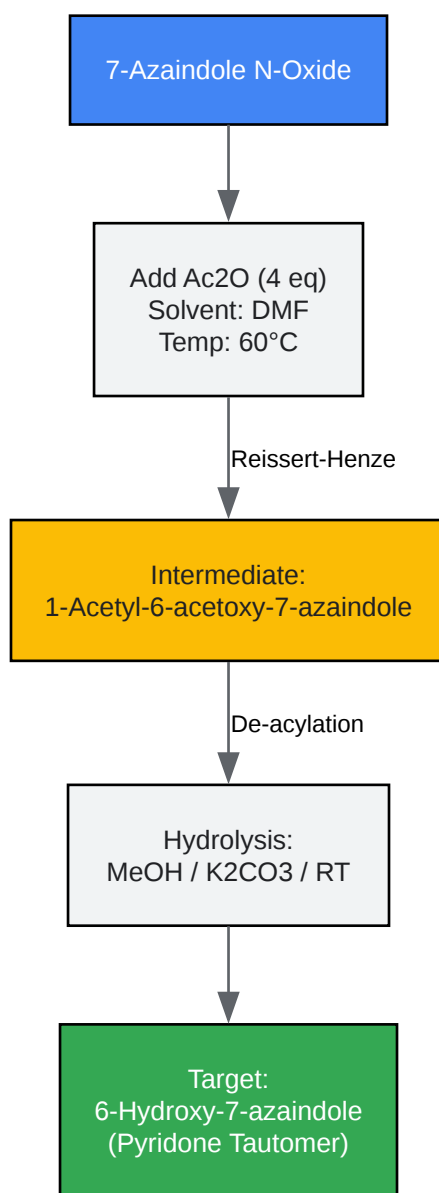 7-Azaindole N-Oxide
Add Ac2O (4 eq)
Solvent: DMF
Temp: 60°C
Reissert-Henze
Intermediate:
1-Acetyl-6-acetoxy-7-azaindole
De-acylation
Hydrolysis:
MeOH / K2CO3 / RT
Target:
6-Hydroxy-7-azaindole
(Pyridone Tautomer)